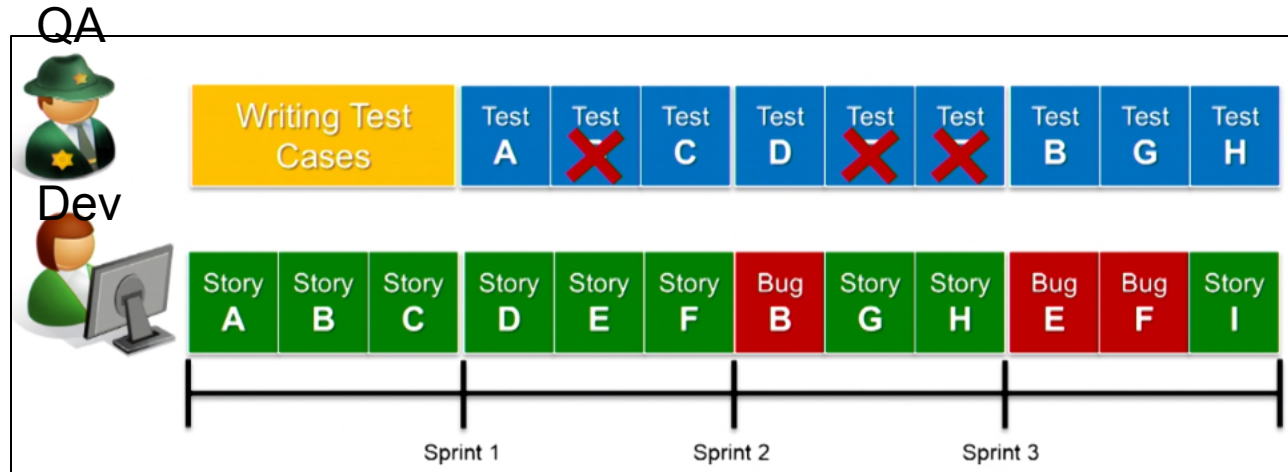 QA
Writing Test
Cases
Test
A
Test
Test
C
Test
D
Test
Test
Test
B
Test
G
Test
H
Dev
Story
A
Story
B
Story
C
Story
D
Story
E
Story
F
Bug
B
Story
G
Story
H
Bug
E
Bug
F
Story
I
Sprint 1
Sprint 2
Sprint 3